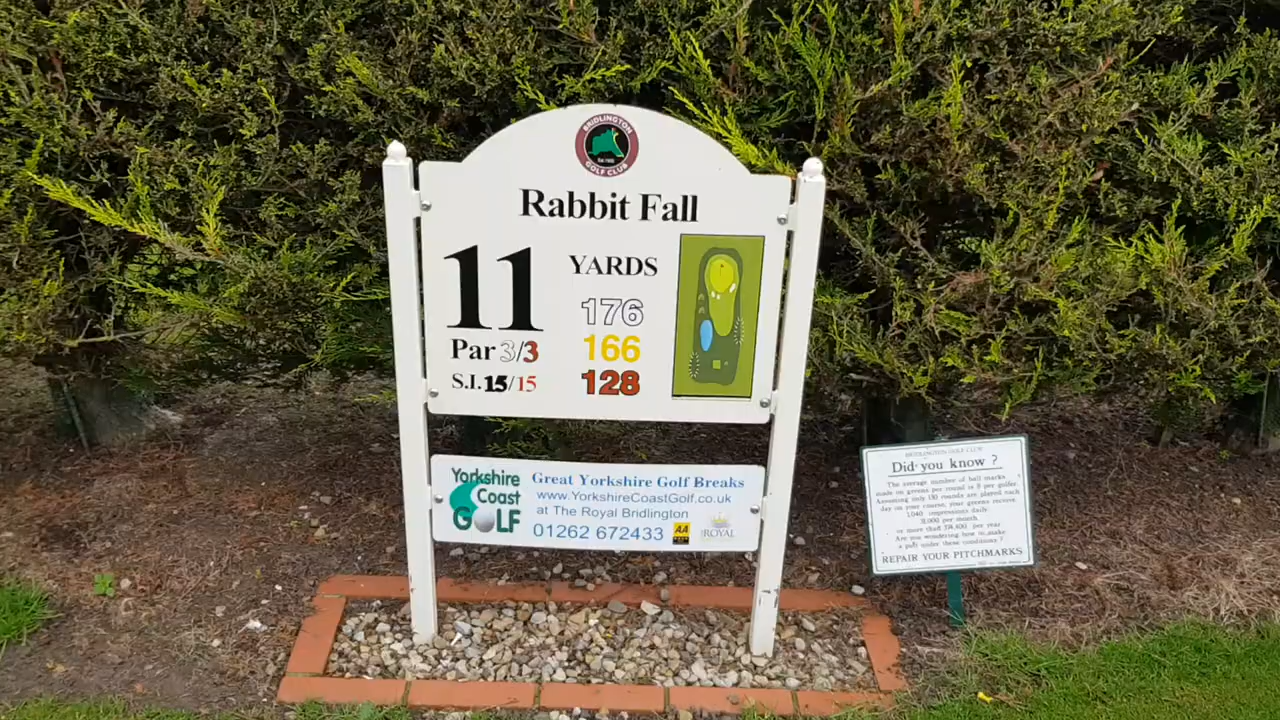 BRIDLINGTON
GOLF CLUB
Rabbit Fall
11
YARDS
176
Par 3/3
166
S.I. 15/15
128
Yorkshire
Coast
GOLF
Great Yorkshire Golf Breaks
www.YorkshireCoastGolf.co.uk
at The Royal Bridlington
01262 672433
AA
ROYAL
BRIDLINGTON GOLF CLUB
Did you know ?
The average number of ball marks
made on greens per round is 8 per golfer.
Assuming only 130 rounds are played each
day on your course, your greens receive
1,040 impressions daily
31,000 per month
or more than 374,400 per year
Are you wondering how to make
a putt under these conditions ?
REPAIR YOUR PITCHMARKS